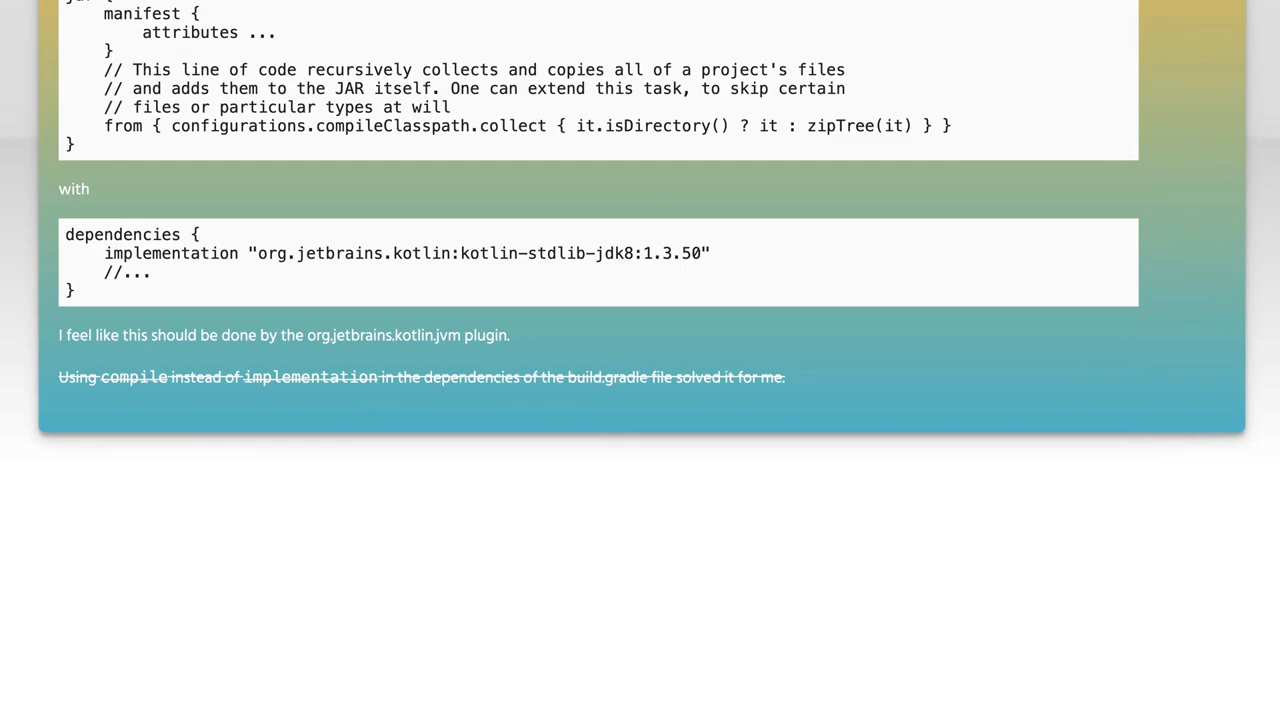 manifest {
attributes ...
}
// This line of code recursively collects and copies all of a project's files
// and adds them to the JAR itself. One can extend this task, to skip certain
// files or particular types at will
from { configurations.compileClasspath.collect { it.isDirectory() ? it : zipTree(it) } }
}
with
dependencies {
implementation "org.jetbrains.kotlin:kotlin-stdlib-jdk8:1.3.50"
//...
}
I feel like this should be done by the org.jetbrains.kotlin.jvm plugin.
Using compile instead of implementation in the dependencies of the build.gradle file solved it for me.